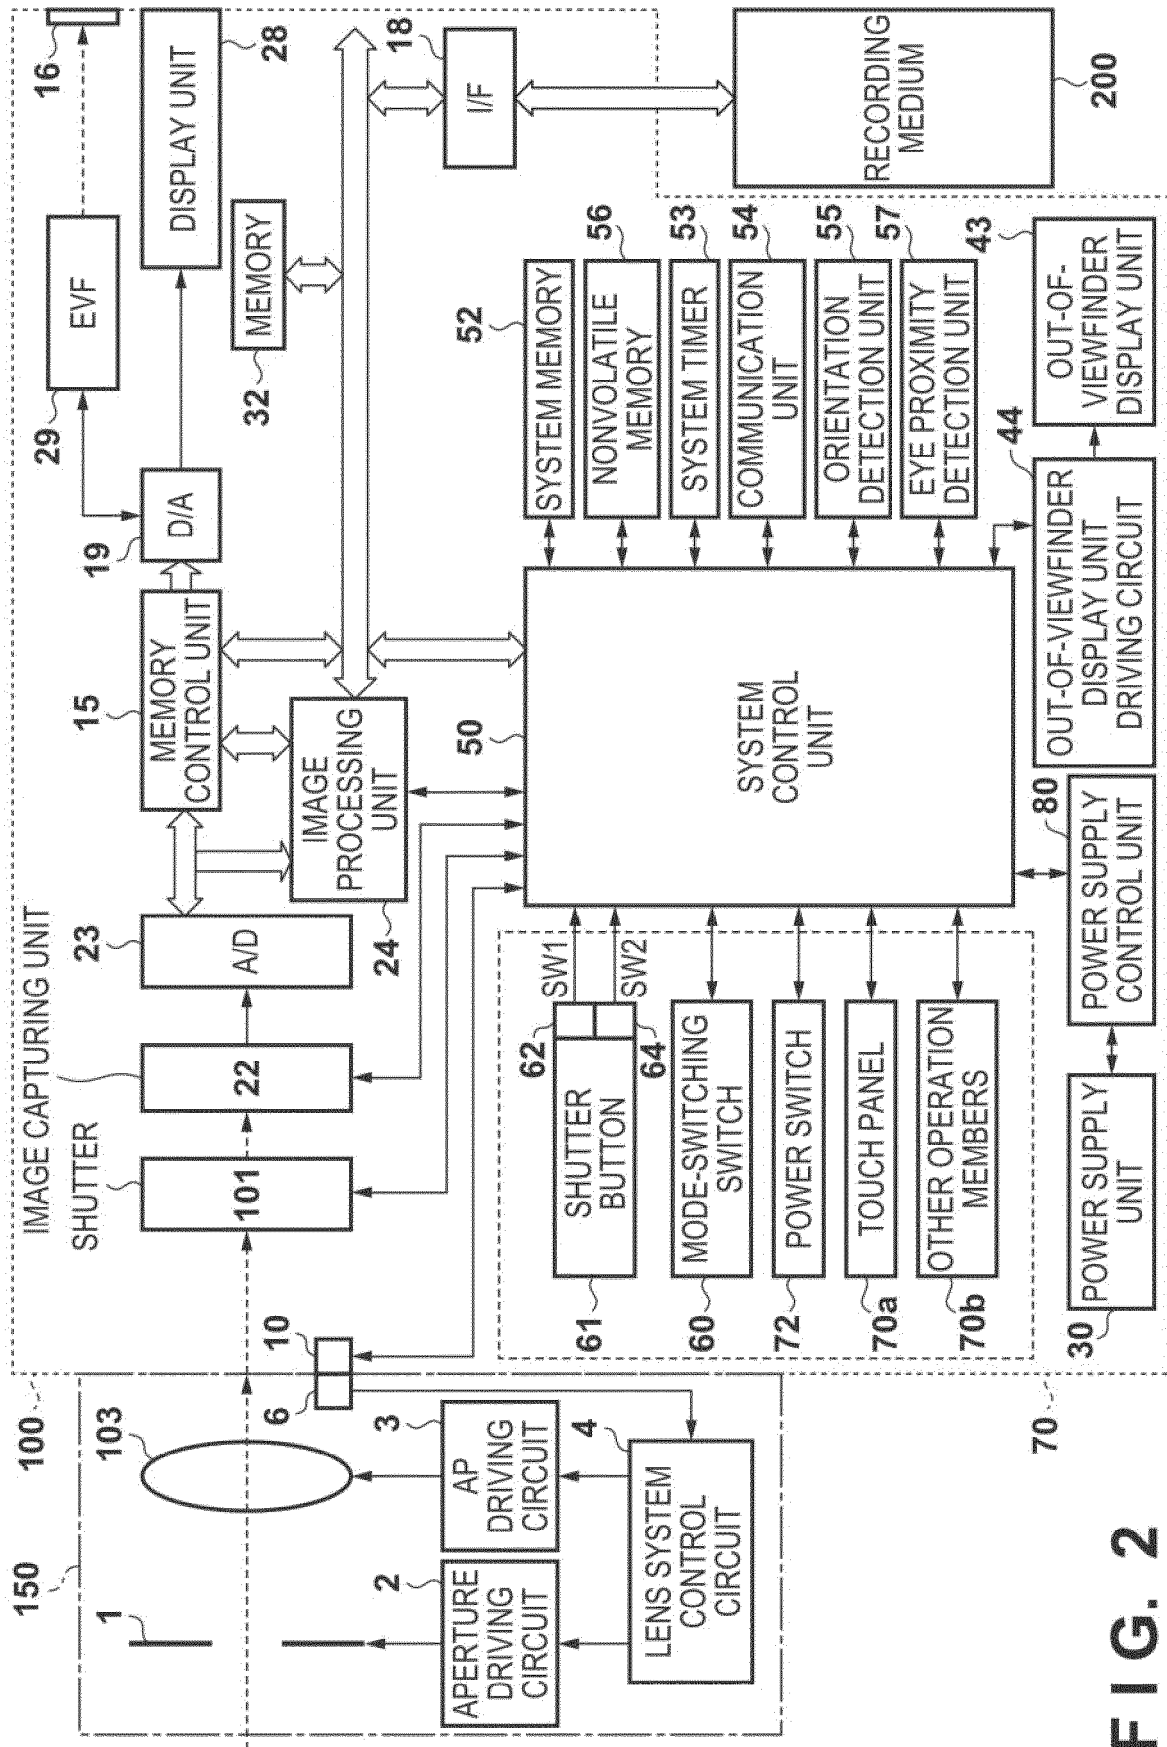 FIG. 2
150
100
IMAGE CAPTURING UNIT
SHUTTER
1
103
101
22
23
A/D
15
MEMORY
CONTROL UNIT
19
D/A
29
EVF
16
DISPLAY UNIT
28
32
MEMORY
6
10
24
IMAGE
PROCESSING
UNIT
18
I/F
2
APERTURE
DRIVING
CIRCUIT
3
AP
DRIVING
CIRCUIT
4
LENS SYSTEM
CONTROL
CIRCUIT
50
SYSTEM
CONTROL
UNIT
RECORDING
MEDIUM
200
61
SHUTTER
BUTTON
62
64
SW1
SW2
60
MODE-SWITCHING
SWITCH
72
POWER SWITCH
70a
TOUCH PANEL
70b
OTHER OPERATION
MEMBERS
70
52
SYSTEM MEMORY
NONVOLATILE
MEMORY
56
SYSTEM TIMER
53
COMMUNICATION
UNIT
54
ORIENTATION
DETECTION UNIT
55
EYE PROXIMITY
DETECTION UNIT
57
30
POWER SUPPLY
UNIT
80
POWER SUPPLY
CONTROL UNIT
44
OUT-OF-VIEWFINDER
DISPLAY UNIT
DRIVING CIRCUIT
43
OUT-OF-
VIEWFINDER
DISPLAY UNIT